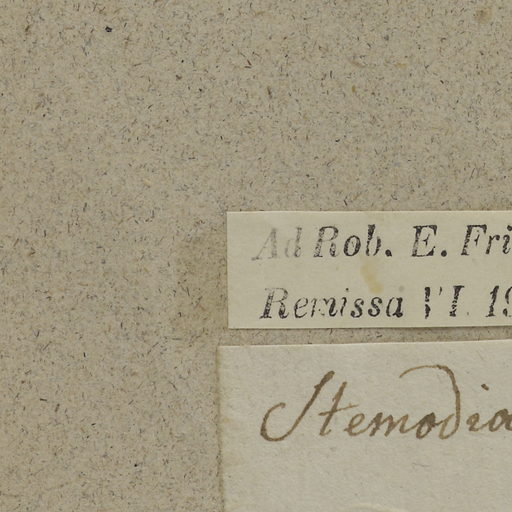 Ad Rob. E. Fri
Remissa VI. 19
Stemodia